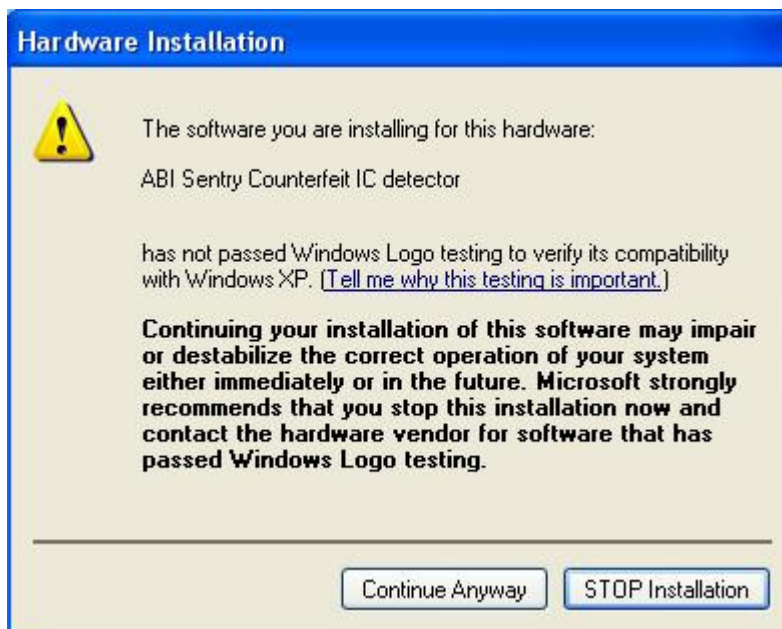 Hardware Installation
The software you are installing for this hardware:
ABI Sentry Counterfeit IC detector
has not passed Windows Logo testing to verify its compatibility
with Windows XP. (Tell me why this testing is important.)
Continuing your installation of this software may impair
or destabilize the correct operation of your system
either immediately or in the future. Microsoft strongly
recommends that you stop this installation now and
contact the hardware vendor for software that has
passed Windows Logo testing.
Continue Anyway STOP Installation